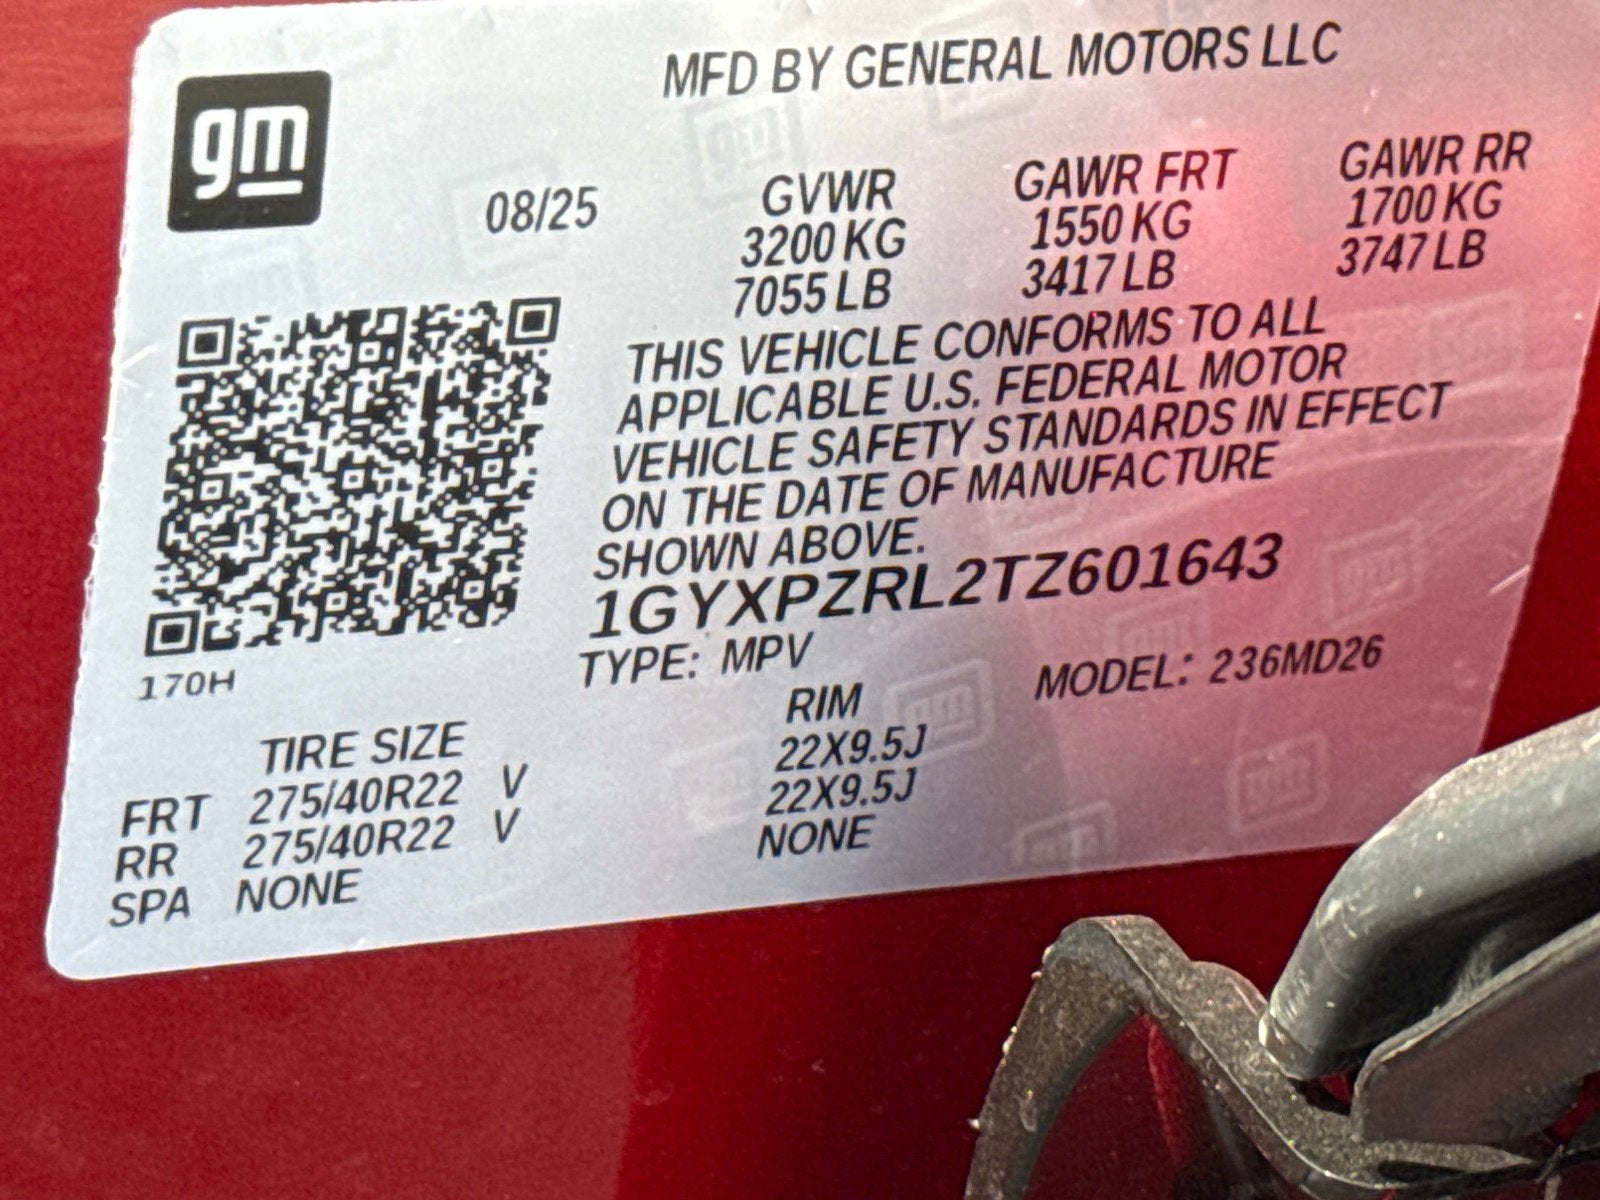 gm
MFD BY GENERAL MOTORS LLC
08/25
GVWR GAWR FRT GAWR RR
3200 KG 1550 KG 1700 KG
7055 LB 3417 LB 3747 LB
THIS VEHICLE CONFORMS TO ALL
APPLICABLE U.S. FEDERAL MOTOR
VEHICLE SAFETY STANDARDS IN EFFECT
ON THE DATE OF MANUFACTURE
SHOWN ABOVE.
1GYXPZRL2TZ601643
170H
TYPE: MPV MODEL: 236MD26
TIRE SIZE RIM
FRT 275/40R22 V 22X9.5J
RR 275/40R22 V 22X9.5J
SPA NONE NONE